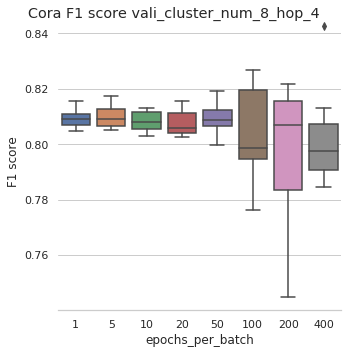 Cora F1 score vali_cluster_num_8_hop_4
0.84
0.82
0.80
0.78
0.76
F1 score
1 5 10 20 50 100 200 400
epochs_per_batch